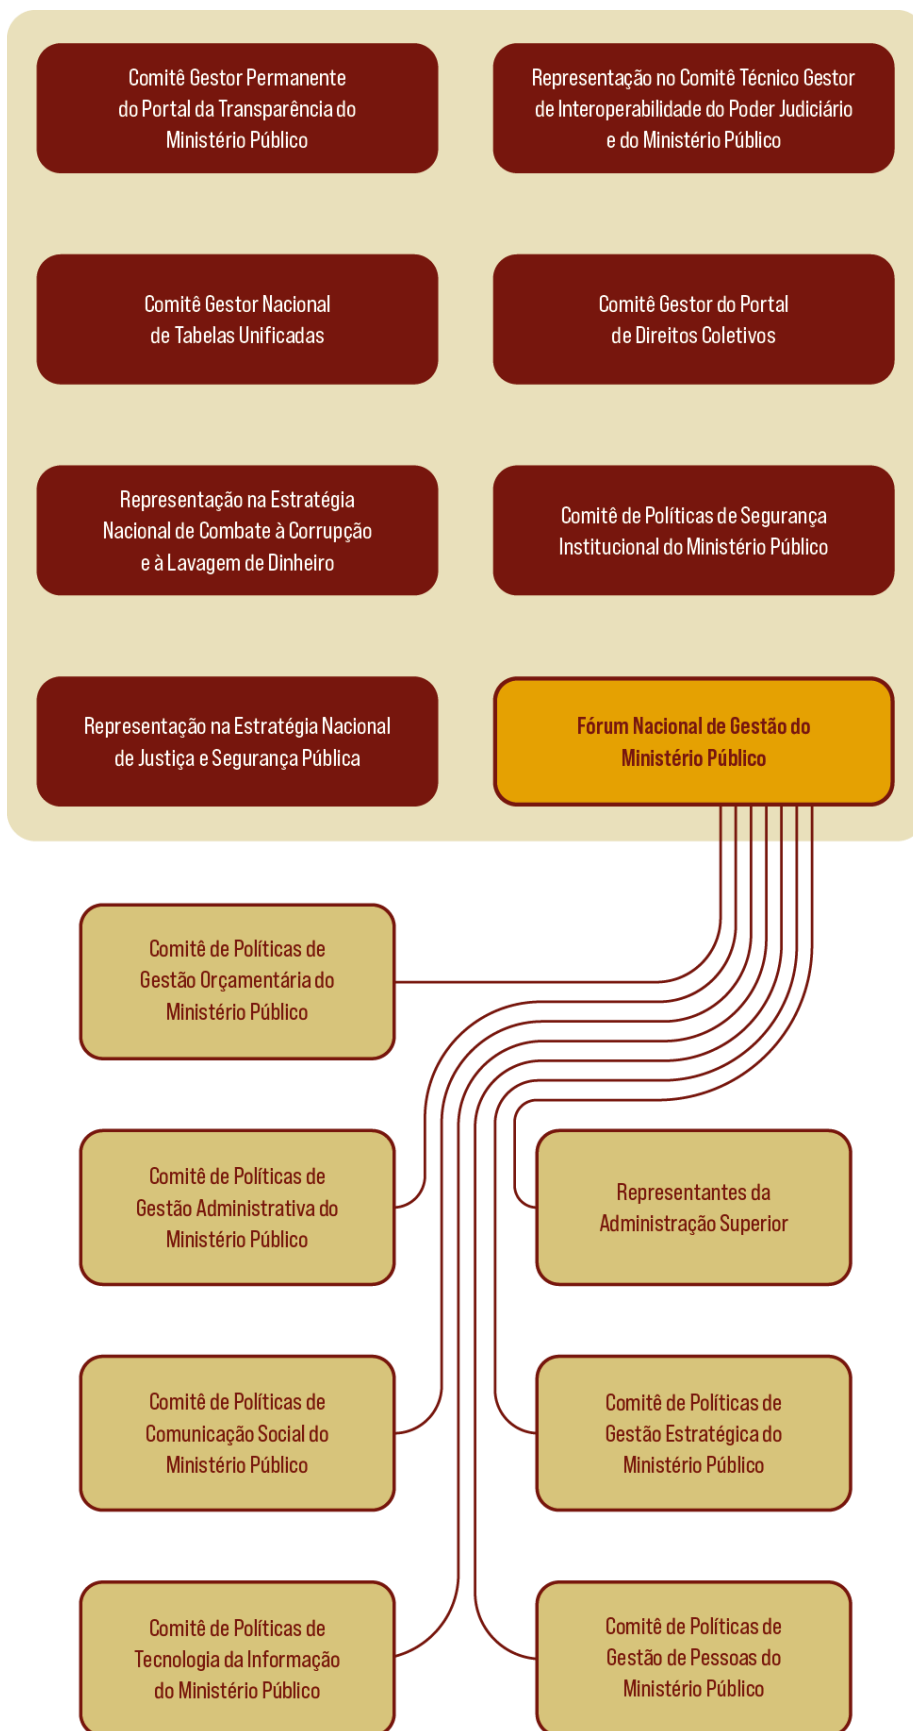 Comitê Gestor Permanente
do Portal da Transparência do
Ministério Público
Representação no Comitê Técnico Gestor
de Interoperabilidade do Poder Judiciário
e do Ministério Público
Comitê Gestor Nacional
de Tabelas Unificadas
Comitê Gestor do Portal
de Direitos Coletivos
Representação na Estratégia
Nacional de Combate à Corrupção
e à Lavagem de Dinheiro
Comitê de Políticas de Segurança
Institucional do Ministério Público
Representação na Estratégia Nacional
de Justiça e Segurança Pública
Fórum Nacional de Gestão do
Ministério Público
Comitê de Políticas de
Gestão Orçamentária do
Ministério Público
Comitê de Políticas de
Gestão Administrativa do
Ministério Público
Representantes da
Administração Superior
Comitê de Políticas de
Comunicação Social do
Ministério Público
Comitê de Políticas de
Gestão Estratégica do
Ministério Público
Comitê de Políticas de
Tecnologia da Informação
do Ministério Público
Comitê de Políticas de
Gestão de Pessoas do
Ministério Público